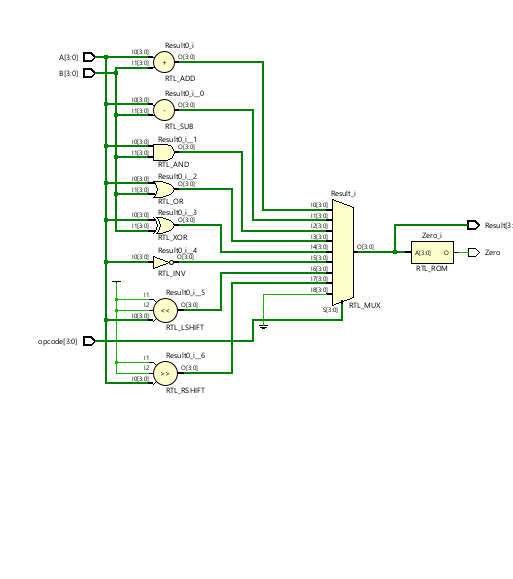 Result0_i
A[3:0]
I0[3:0]
O[3:0]
I1[3:0]
+
B[3:0]
RTL_ADD
Result0_i__0
I0[3:0]
O[3:0]
-
I1[3:0]
RTL_SUB
Result0_i__1
I0[3:0]
O[3:0]
I1[3:0]
RTL_AND
Result0_i__2
I0[3:0]
O[3:0]
I1[3:0]
RTL_OR
Result0_i__3
I0[3:0]
O[3:0]
I1[3:0]
RTL_XOR
Result0_i__4
I0[3:0]
O[3:0]
RTL_INV
Result0_i__5
I1
I2
O[3:0]
<<
I0[3:0]
RTL_LSHIFT
opcode[3:0]
Result0_i__6
I1
I2
O[3:0]
>>
I0[3:0]
RTL_RSHIFT
Result_i
I0[3:0]
I1[3:0]
I2[3:0]
I3[3:0]
I4[3:0]
I5[3:0]
I6[3:0]
I7[3:0]
I8[3:0]
O[3:0]
S[3:0]
RTL_MUX
Result[3:
Zero_i
A[3:0]
O
Zero
RTL_ROM